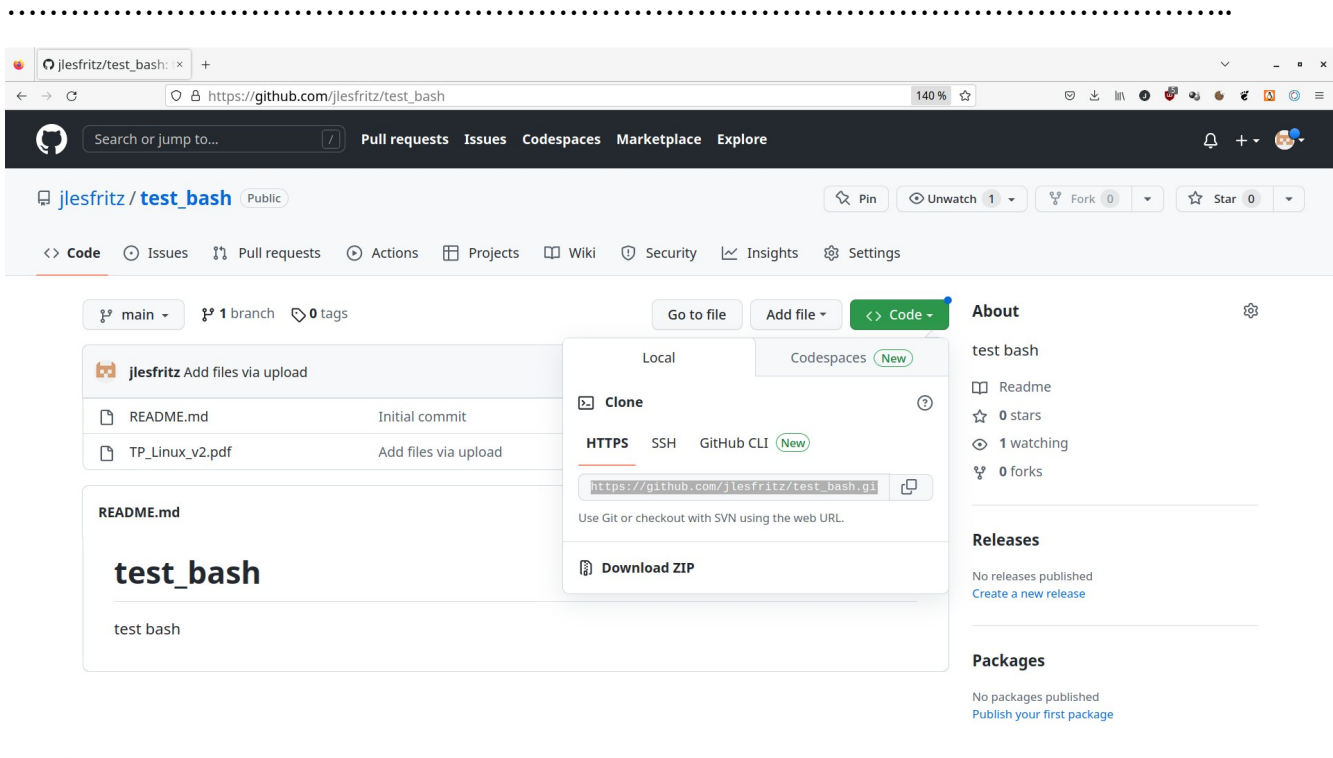 jlesfritz/test_bash:
https://github.com/jlesfritz/test_bash 140 %
Search or jump to... / Pull requests Issues Codespaces Marketplace Explore
jlesfritz / test_bash Public Pin Unwatch 1 Fork 0 Star 0
Code Issues Pull requests Actions Projects Wiki Security Insights Settings
main 1 branch 0 tags Go to file Add file Code
About
test bash
Readme
0 stars
1 watching
0 forks
jlesfritz Add files via upload
README.md Initial commit
TP_Linux_v2.pdf Add files via upload
Local Codespaces New
Clone
HTTPS SSH GitHub CLI New
https://github.com/jlesfritz/test_bash.gi
Use Git or checkout with SVN using the web URL.
Download ZIP
README.md
test_bash
test bash
Releases
No releases published
Create a new release
Packages
No packages published
Publish your first package